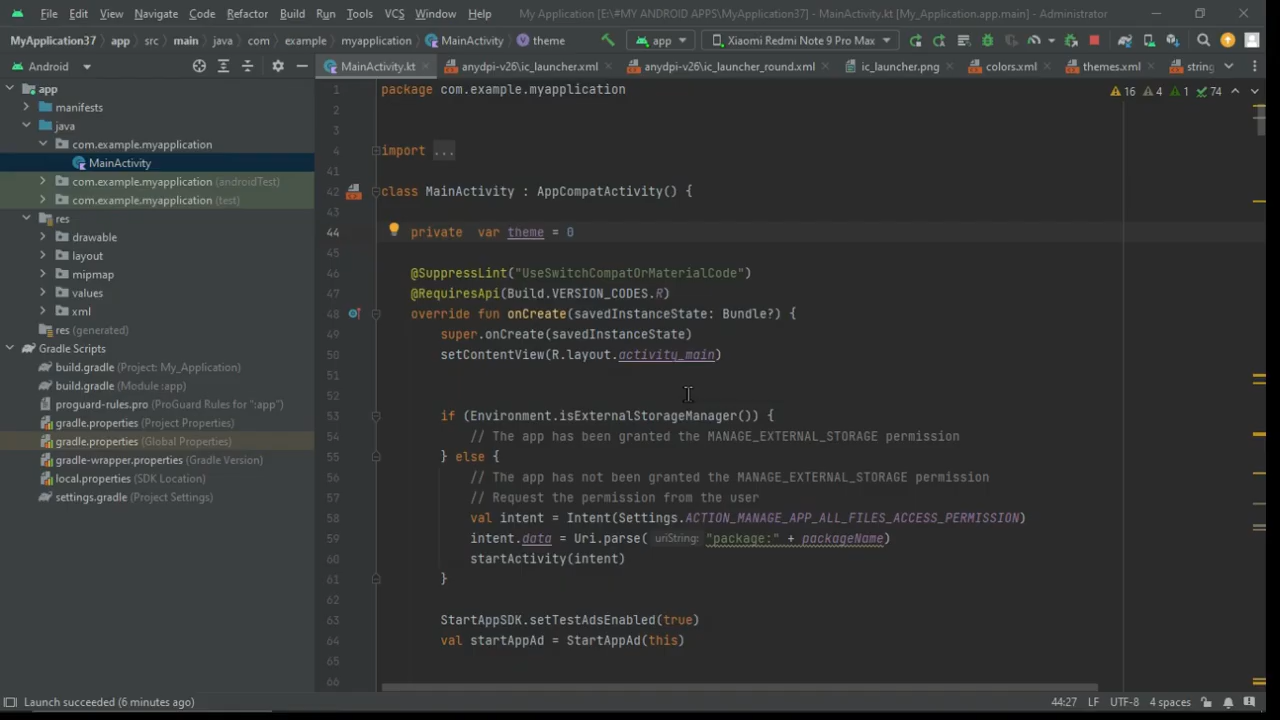 File Edit View Navigate Code Refactor Build Run Tools VCS Window Help My Application [E:\#MY ANDROID APPS\MyApplication37] - MainActivity.kt [My_Application.app.main] - Administrator
MyApplication37 app src main java com example myapplication MainActivity theme app Xiaomi Redmi Note 9 Pro Max
Android MainActivity.kt anydpi-v26\ic_launcher.xml anydpi-v26\ic_launcher_round.xml ic_launcher.png colors.xml themes.xml string
app
manifests
java
com.example.myapplication
MainActivity
com.example.myapplication (androidTest)
com.example.myapplication (test)
res
drawable
layout
mipmap
values
xml
res (generated)
Gradle Scripts
build.gradle (Project: My_Application)
build.gradle (Module :app)
proguard-rules.pro (ProGuard Rules for ":app")
gradle.properties (Project Properties)
gradle.properties (Global Properties)
gradle-wrapper.properties (Gradle Version)
local.properties (SDK Location)
settings.gradle (Project Settings)
16 4 1 74
1 package com.example.myapplication
2
3
4 import ...
41
42 class MainActivity : AppCompatActivity() {
43
44 private  var theme = 0
45
46 @SuppressLint("UseSwitchCompatOrMaterialCode")
47 @RequiresApi(Build.VERSION_CODES.R)
48 override fun onCreate(savedInstanceState: Bundle?) {
49 super.onCreate(savedInstanceState)
50 setContentView(R.layout.activity_main)
51
52
53 if (Environment.isExternalStorageManager()) {
54 // The app has been granted the MANAGE_EXTERNAL_STORAGE permission
55 } else {
56 // The app has not been granted the MANAGE_EXTERNAL_STORAGE permission
57 // Request the permission from the user
58 val intent = Intent(Settings.ACTION_MANAGE_APP_ALL_FILES_ACCESS_PERMISSION)
59 intent.data = Uri.parse( uriString: "package:" + packageName)
60 startActivity(intent)
61 }
62
63 StartAppSDK.setTestAdsEnabled(true)
64 val startAppAd = StartAppAd(this)
65
66
Launch succeeded (6 minutes ago) 44:27 LF UTF-8 4 spaces